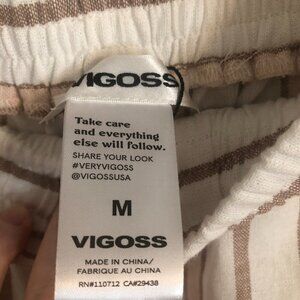 VIGOSS
Take care
and everything
else will follow.
SHARE YOUR LOOK
#VERYVIGOSS
@VIGOSSUSA
M
VIGOSS
MADE IN CHINA/
FABRIQUE AU CHINA
RN#110712 CA#29438